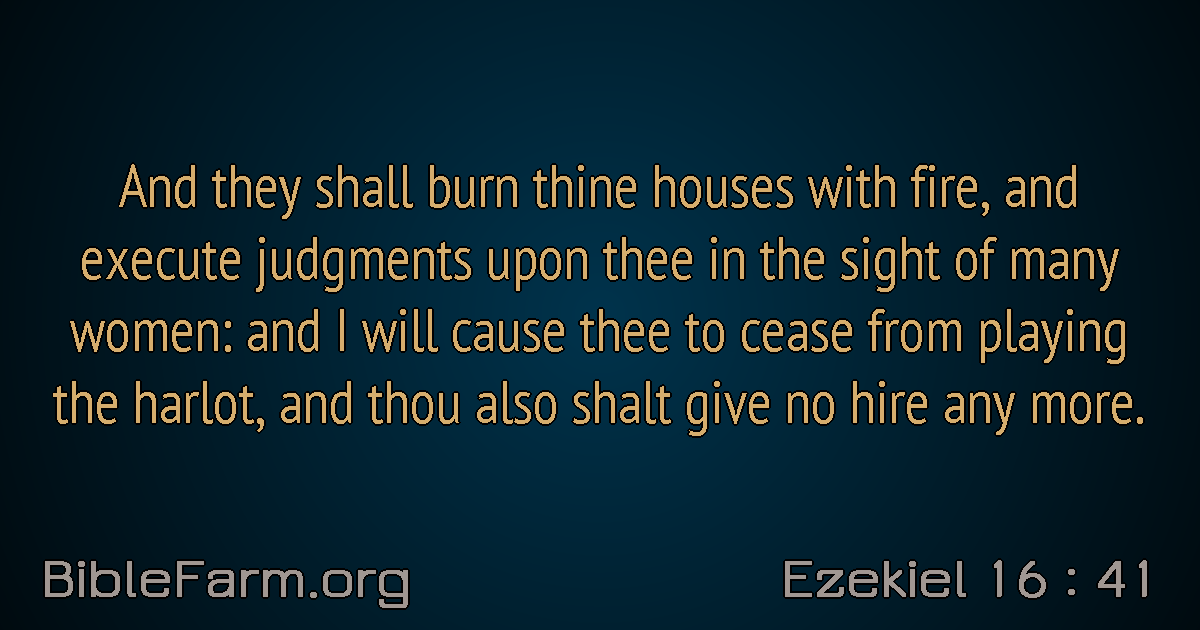 And they shall burn thine houses with fire, and
execute judgments upon thee in the sight of many
women: and I will cause thee to cease from playing
the harlot, and thou also shalt give no hire any more.
BibleFarm.org
Ezekiel 16 : 41